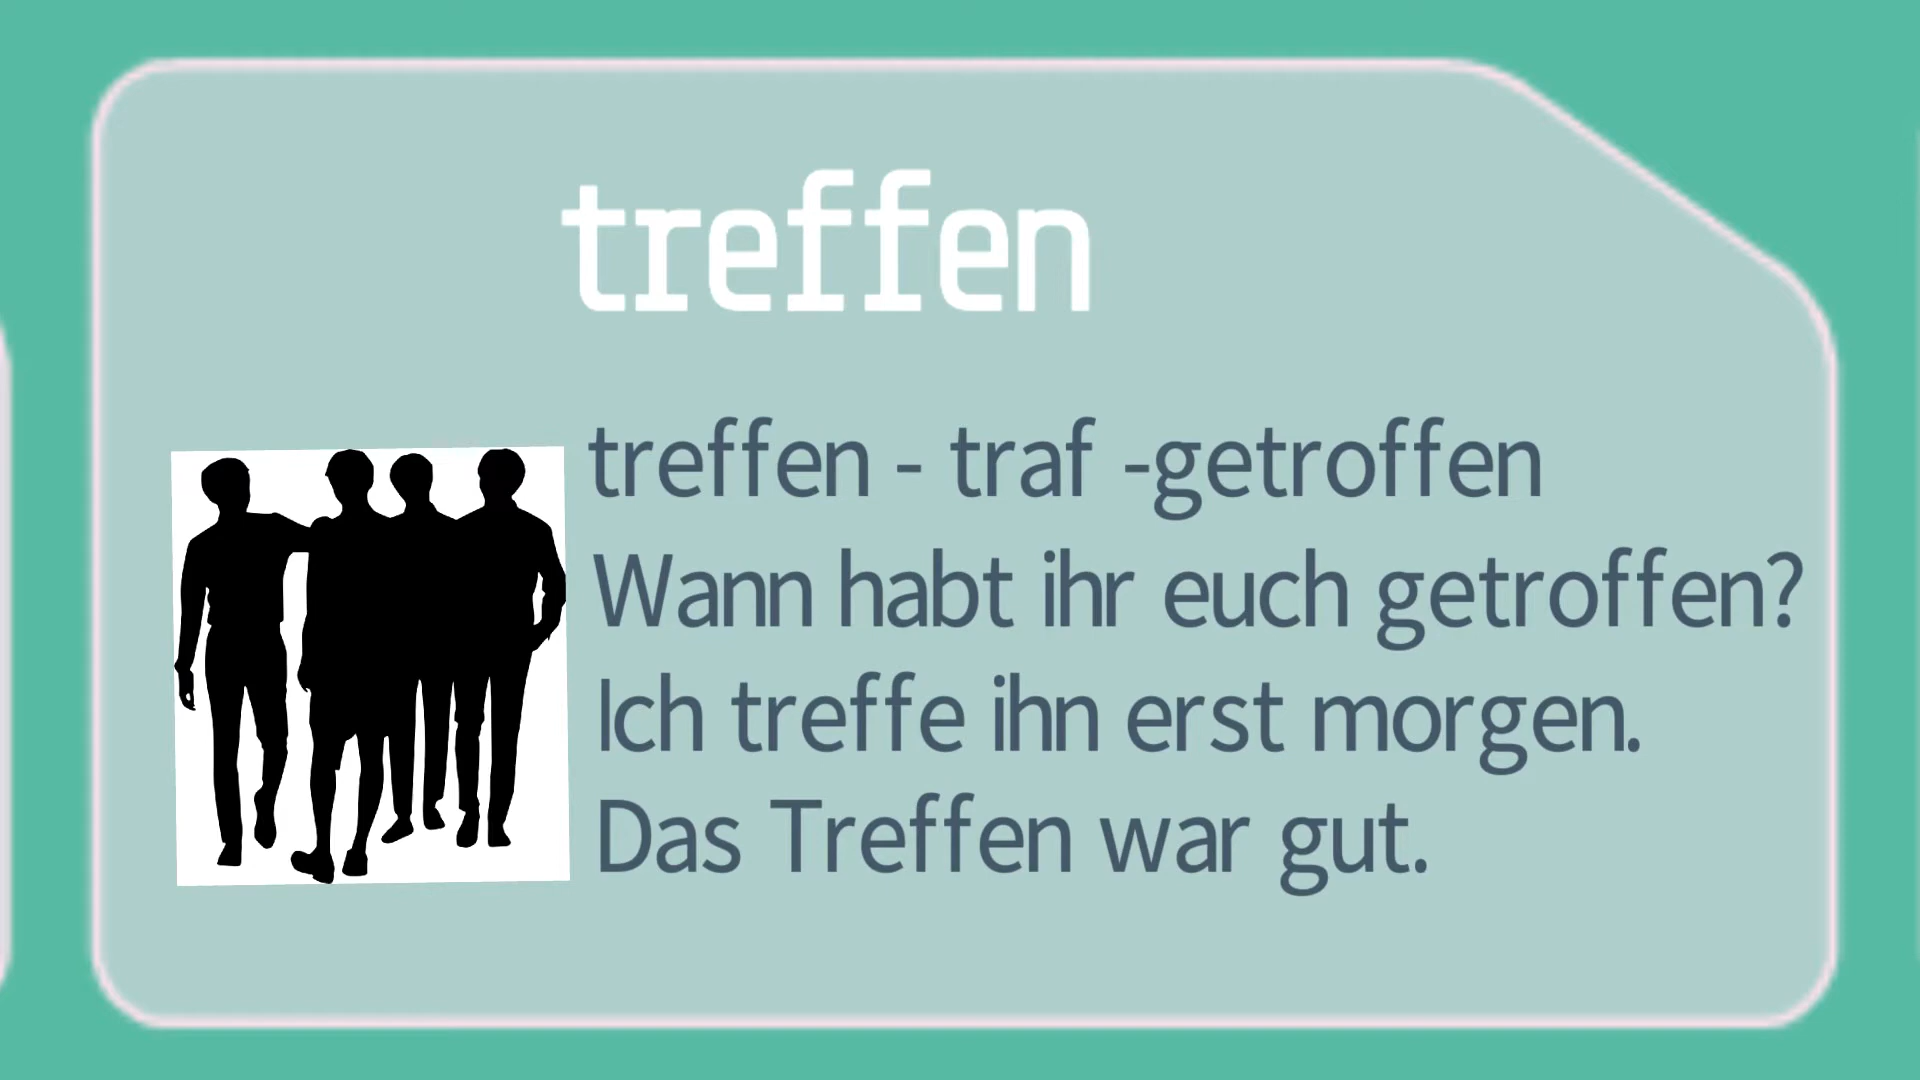 treffen
treffen - traf -getroffen
Wann habt ihr euch getroffen?
Ich treffe ihn erst morgen.
Das Treffen war gut.